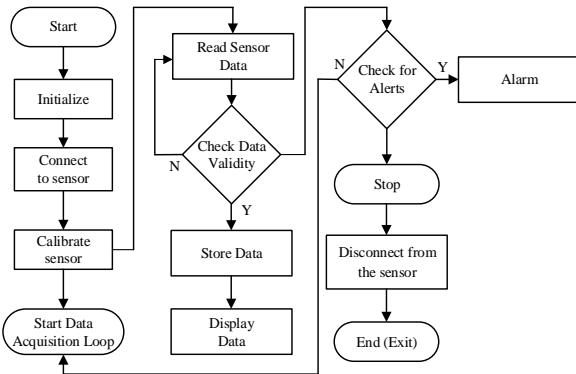 Start
Initialize
Connect
to sensor
Calibrate
sensor
Start Data
Acquisition Loop
Read Sensor
Data
Check Data
Validity
N
Y
Store Data
Display
Data
Check for
Alerts
N
Y
Alarm
Stop
Disconnect from
the sensor
End (Exit)